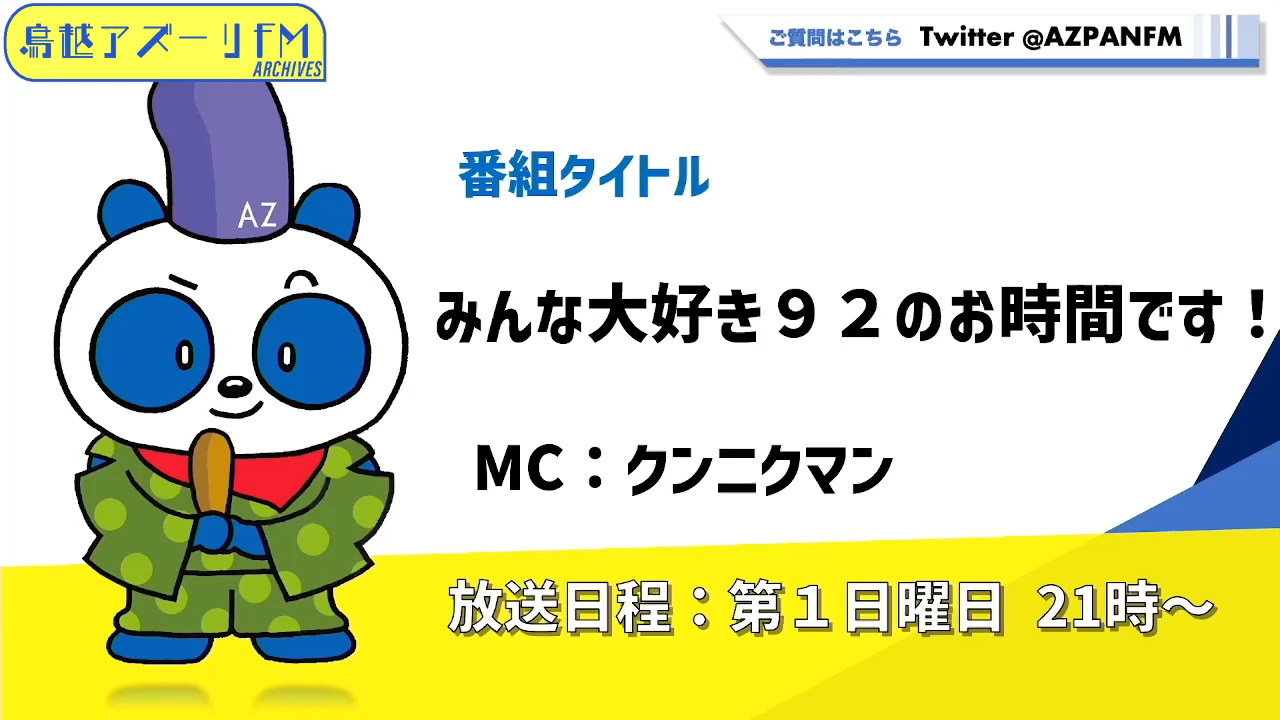 鳥越アズーリFM
ARCHIVES
ご質問はこちら Twitter @AZPANFM
AZ
番組タイトル
みんな大好き９２のお時間です！
MC：クンニクマン
放送日程：第１日曜日 21時～